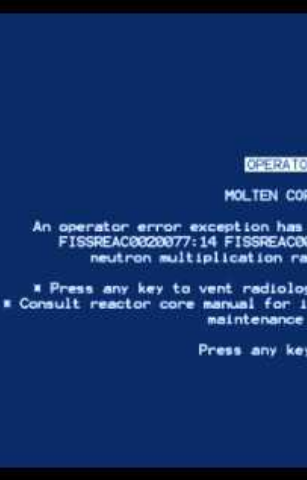 OPERATO
MOLTEN COR
An operator error exception has
FISSREAC0020077:14 FISSREAC00
neutron multiplication ra
* Press any key to vent radiolog
* Consult reactor core manual for i
maintenance
Press any key